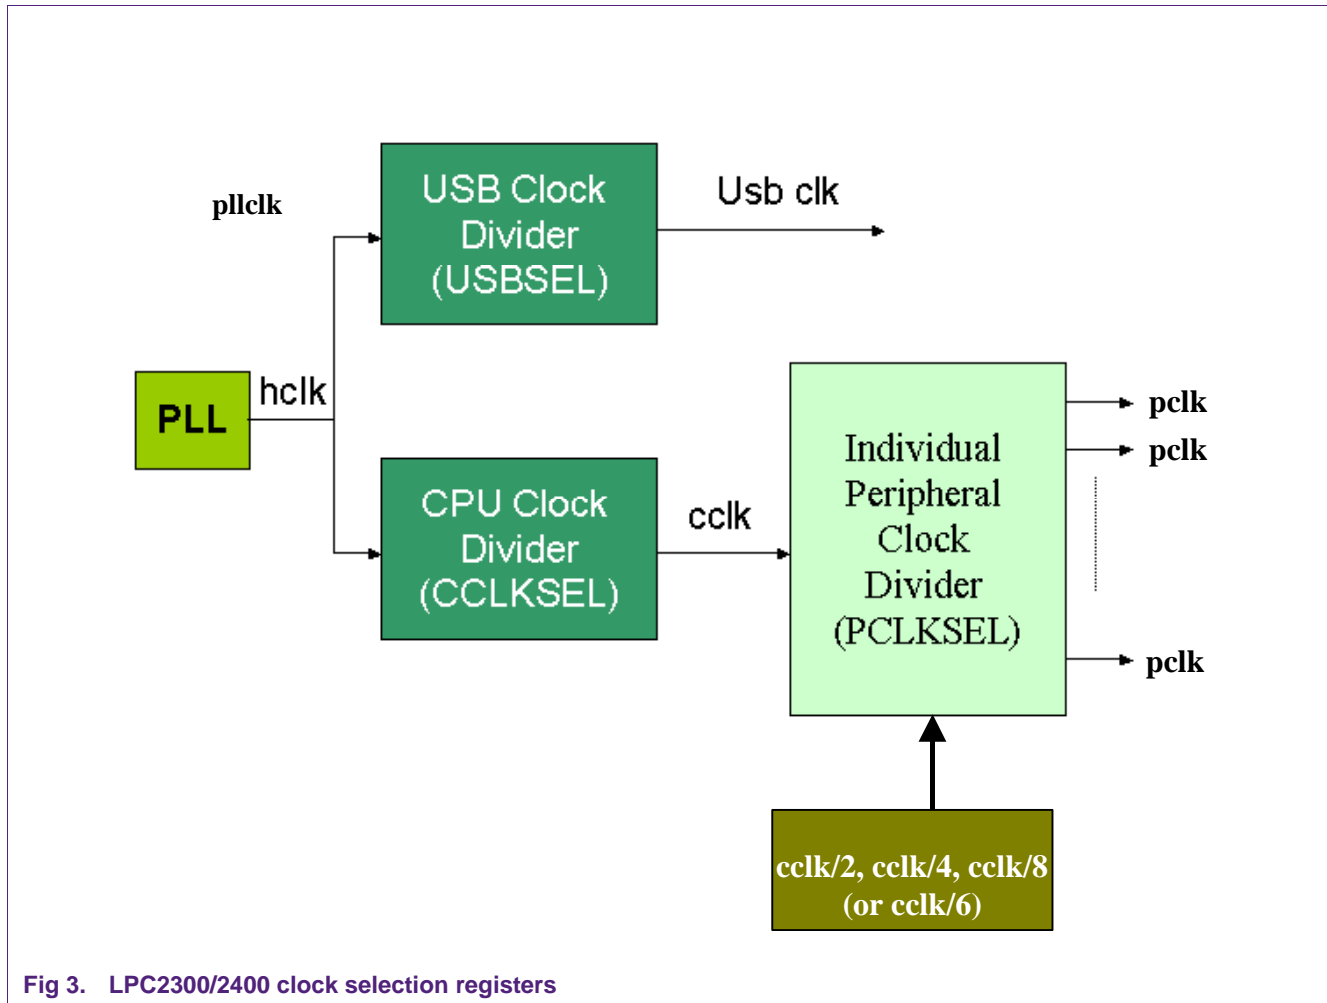 pllclk
USB Clock
Divider
(USBSEL)
Usb clk
PLL
hclk
CPU Clock
Divider
(CCLKSEL)
cclk
Individual
Peripheral
Clock
Divider
(PCLKSEL)
pclk
pclk
pclk
cclk/2, cclk/4, cclk/8
(or cclk/6)
Fig 3. LPC2300/2400 clock selection registers